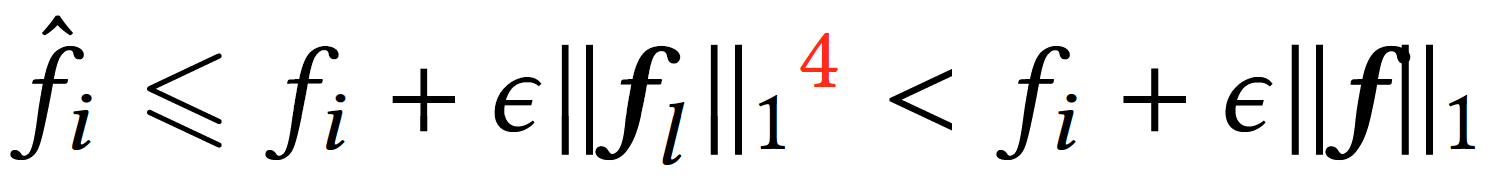 f̂ᵢ ⩽ fᵢ + ϵ‖𝒇ₗ‖₁⁴ < fᵢ + ϵ‖𝒇‖₁